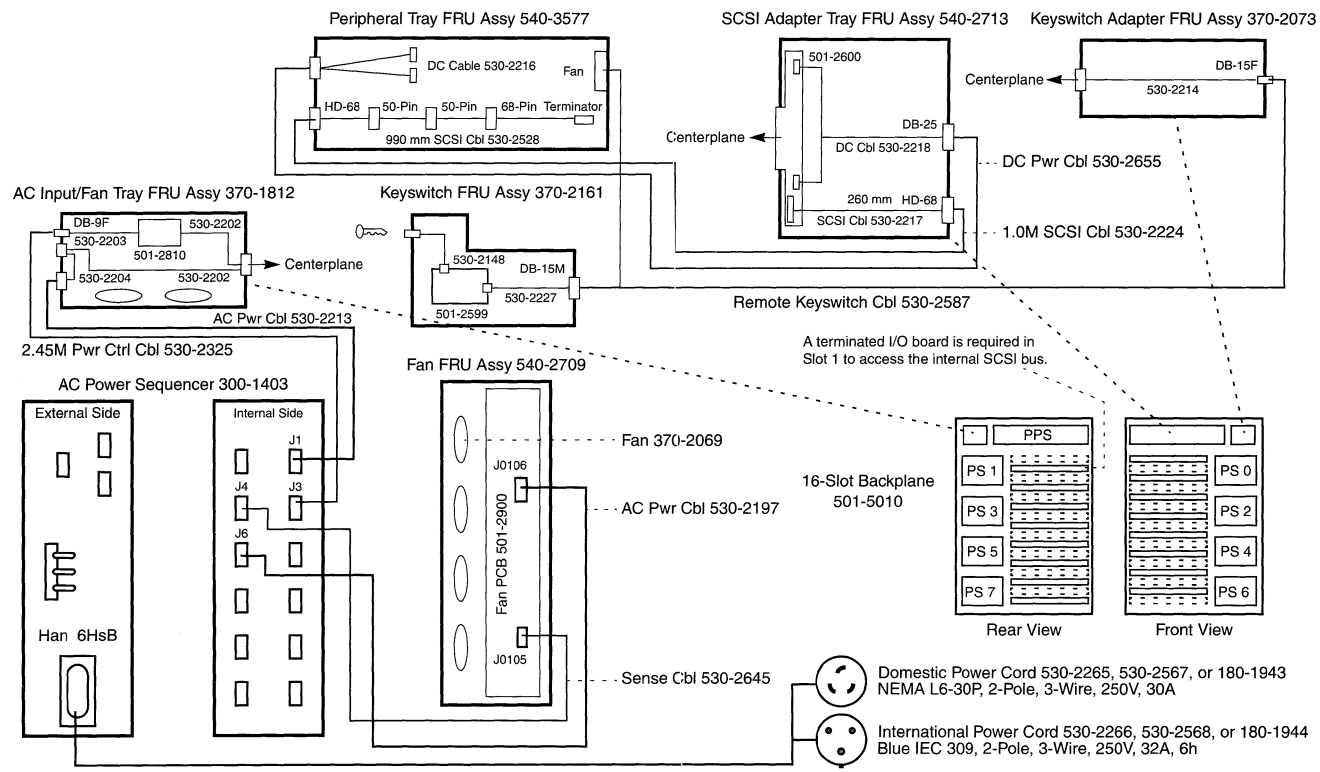 Peripheral Tray FRU Assy 540-3577
DC Cable 530-2216
Fan
HD-68
50-Pin
50-Pin
68-Pin
Terminator
990 mm SCSI Cbl 530-2528
SCSI Adapter Tray FRU Assy 540-2713
501-2600
Centerplane
DB-25
DC Cbl 530-2218
260 mm
HD-68
SCSI Cbl 530-2217
Keyswitch Adapter FRU Assy 370-2073
DB-15F
Centerplane
530-2214
DC Pwr Cbl 530-2655
1.0M SCSI Cbl 530-2224
AC Input/Fan Tray FRU Assy 370-1812
DB-9F
530-2202
530-2203
501-2810
530-2204
530-2202
Centerplane
AC Pwr Cbl 530-2213
2.45M Pwr Ctrl Cbl 530-2325
Keyswitch FRU Assy 370-2161
530-2148
DB-15M
530-2227
501-2599
Remote Keyswitch Cbl 530-2587
A terminated I/O board is required in
Slot 1 to access the internal SCSI bus.
AC Power Sequencer 300-1403
External Side
Han 6HsB
Internal Side
J1
J4
J3
J6
Fan FRU Assy 540-2709
J0106
Fan PCB 501-2900
J0105
Fan 370-2069
AC Pwr Cbl 530-2197
Sense Cbl 530-2645
16-Slot Backplane
501-5010
PPS
PS 1
PS 3
PS 5
PS 7
Rear View
PS 0
PS 2
PS 4
PS 6
Front View
Domestic Power Cord 530-2265, 530-2567, or 180-1943
NEMA L6-30P, 2-Pole, 3-Wire, 250V, 30A
International Power Cord 530-2266, 530-2568, or 180-1944
Blue IEC 309, 2-Pole, 3-Wire, 250V, 32A, 6h